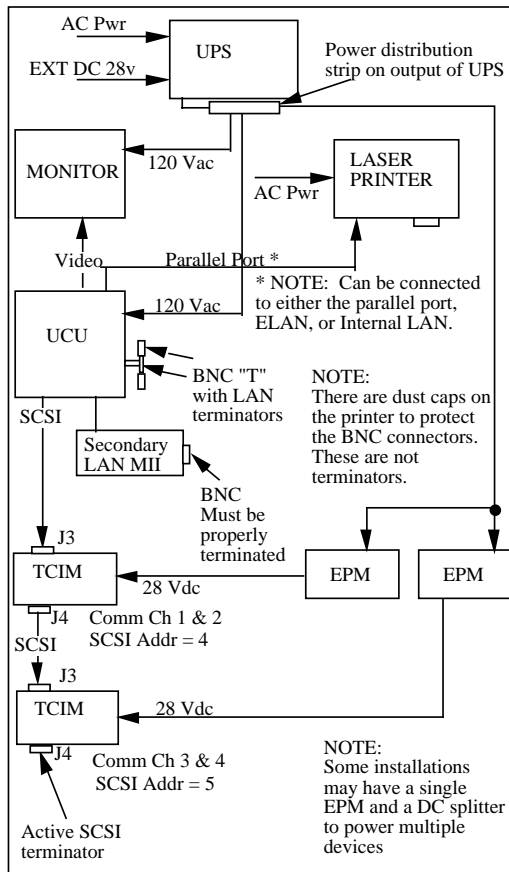 AC Pwr
UPS
Power distribution
strip on output of UPS
EXT DC 28v
120 Vac
MONITOR
LASER
PRINTER
AC Pwr
Video
Parallel Port *
* NOTE:  Can be connected
to either the parallel port,
ELAN, or Internal LAN.
UCU
120 Vac
BNC "T"
with LAN
terminators
NOTE:
There are dust caps on
the printer to protect
the BNC connectors.
These are not
terminators.
SCSI
Secondary
LAN MII
BNC
Must be
properly
terminated
J3
TCIM
28 Vdc
EPM
EPM
J4
Comm Ch 1 & 2
SCSI Addr = 4
SCSI
J3
TCIM
28 Vdc
J4
Comm Ch 3 & 4
SCSI Addr = 5
NOTE:
Some installations
may have a single
EPM and a DC splitter
to power multiple
devices
Active SCSI
terminator